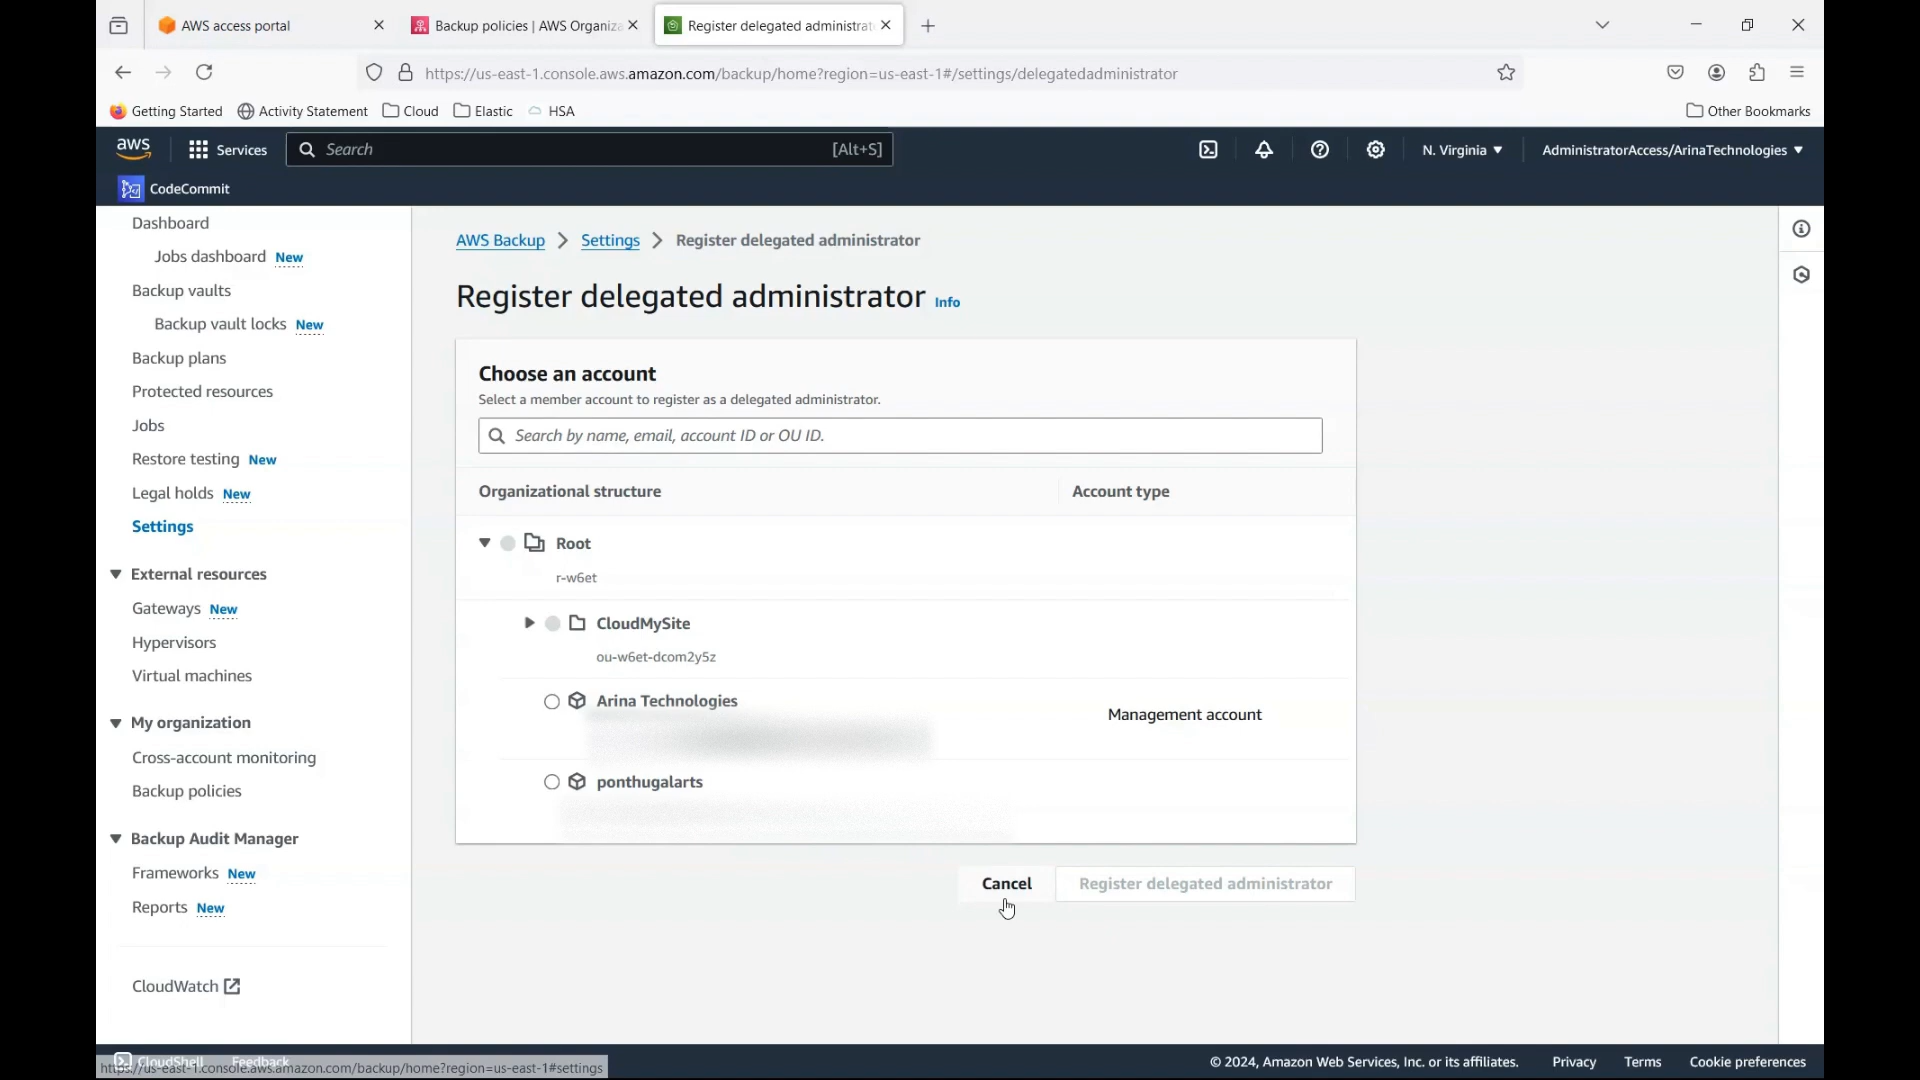 AWS access portal
Backup policies | AWS Organiza
Register delegated administrat
https://us-east-1.console.aws.amazon.com/backup/home?region=us-east-1#/settings/delegatedadministrator
Getting Started
Activity Statement
Cloud
Elastic
HSA
Other Bookmarks
aws
Services
Search
[Alt+S]
N. Virginia
AdministratorAccess/ArinaTechnologies
CodeCommit
Dashboard
Jobs dashboard New
Backup vaults
Backup vault locks New
Backup plans
Protected resources
Jobs
Restore testing New
Legal holds New
Settings
External resources
Gateways New
Hypervisors
Virtual machines
My organization
Cross-account monitoring
Backup policies
Backup Audit Manager
Frameworks New
Reports New
CloudWatch
AWS Backup > Settings > Register delegated administrator
Register delegated administrator Info
Choose an account
Select a member account to register as a delegated administrator.
Search by name, email, account ID or OU ID.
Organizational structure
Account type
Root
r-w6et
CloudMySite
ou-w6et-dcom2y5z
Arina Technologies
Management account
ponthugalarts
Cancel
Register delegated administrator
CloudShell
Feedback
https://us-east-1.console.aws.amazon.com/backup/home?region=us-east-1#settings
© 2024, Amazon Web Services, Inc. or its affiliates.
Privacy
Terms
Cookie preferences